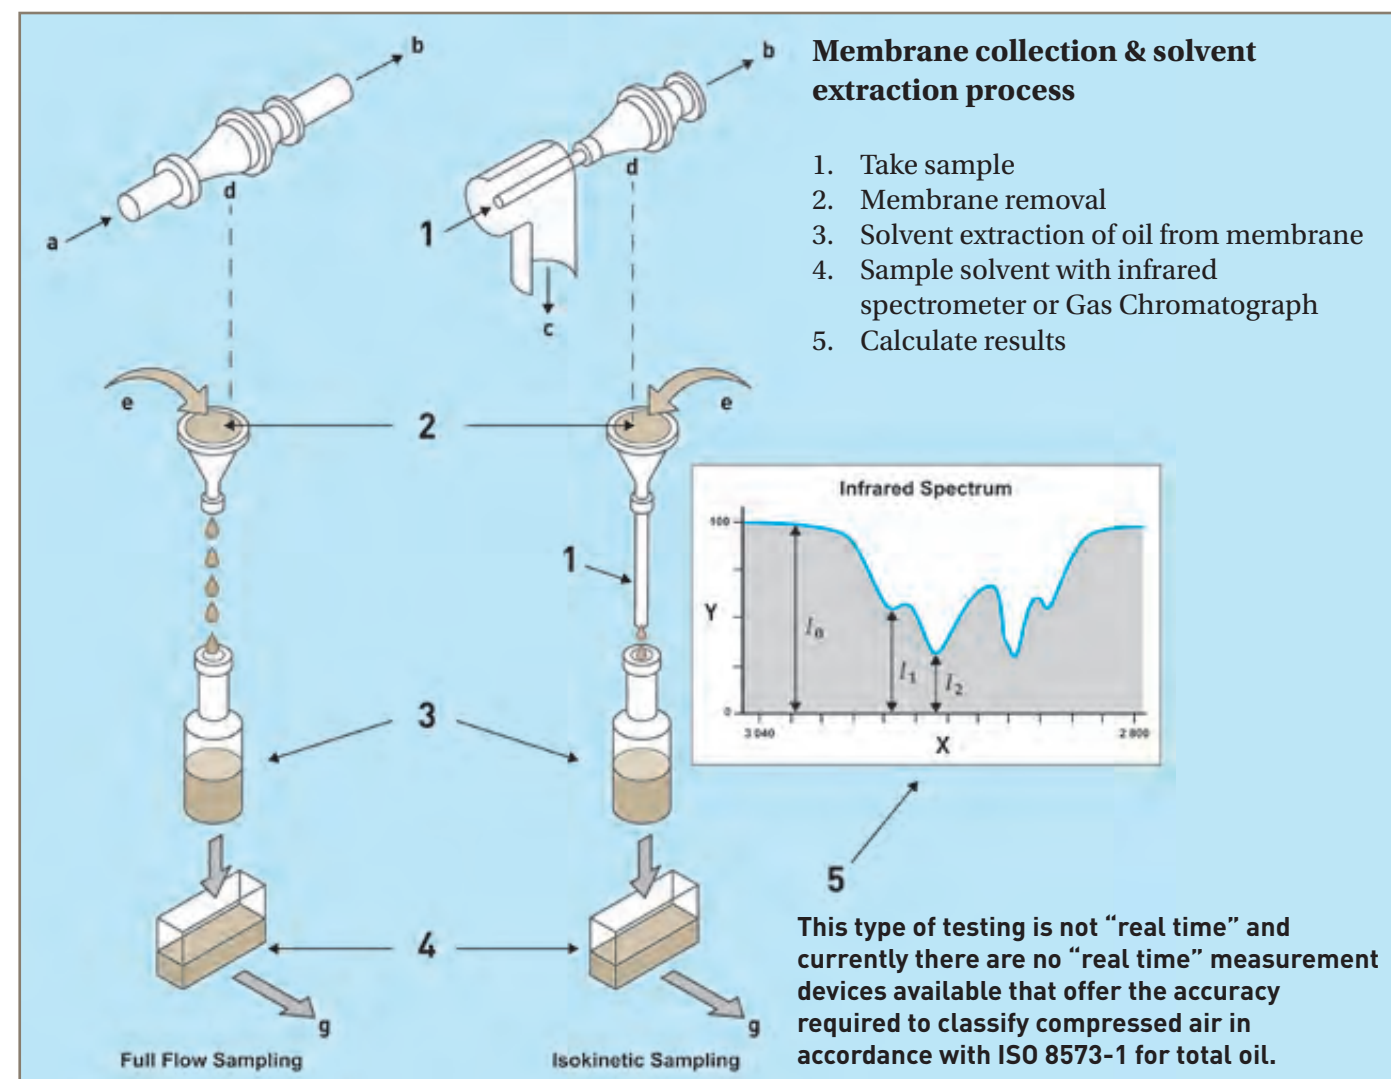 Membrane collection & solvent
extraction process
1. Take sample
2. Membrane removal
3. Solvent extraction of oil from membrane
4. Sample solvent with infrared
spectrometer or Gas Chromatograph
5. Calculate results
b
b
d
d
a
1
c
e
2
e
1
3
4
g
g
Full Flow Sampling
Isokinetic Sampling
Infrared Spectrum
100
Y
I0
I1
I2
0
3 040
X
2 800
5
This type of testing is not “real time” and
currently there are no “real time” measurement
devices available that offer the accuracy
required to classify compressed air in
accordance with ISO 8573-1 for total oil.